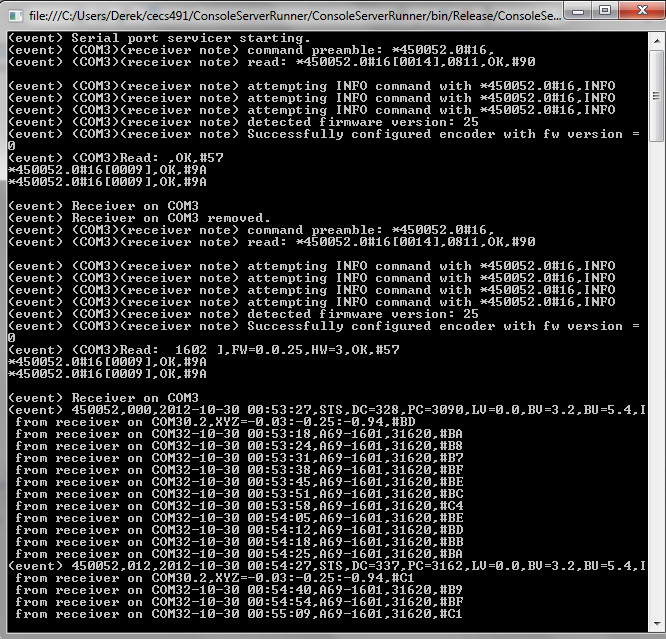 file:///C:/Users/Derek/cecs491/ConsoleServerRunner/ConsoleServerRunner/bin/Release/ConsoleSe...
(event) Serial port servicer starting.
(event) (COM3)(receiver note) command preamble: *450052.0#16,
(event) (COM3)(receiver note) read: *450052.0#16[0014],0811,OK,#90
(event) (COM3)(receiver note) attempting INFO command with *450052.0#16,INFO
(event) (COM3)(receiver note) attempting INFO command with *450052.0#16,INFO
(event) (COM3)(receiver note) attempting INFO command with *450052.0#16,INFO
(event) (COM3)(receiver note) detected firmware version: 25
(event) (COM3)(receiver note) Successfully configured encoder with fw version =
0
(event) (COM3)Read: ,OK,#57
*450052.0#16[0009],OK,#9A
*450052.0#16[0009],OK,#9A
(event) Receiver on COM3
(event) Receiver on COM3 removed.
(event) (COM3)(receiver note) command preamble: *450052.0#16,
(event) (COM3)(receiver note) read: *450052.0#16[0014],0811,OK,#90
(event) (COM3)(receiver note) attempting INFO command with *450052.0#16,INFO
(event) (COM3)(receiver note) attempting INFO command with *450052.0#16,INFO
(event) (COM3)(receiver note) attempting INFO command with *450052.0#16,INFO
(event) (COM3)(receiver note) detected firmware version: 25
(event) (COM3)(receiver note) Successfully configured encoder with fw version =
0
(event) (COM3)Read:  1602 ],FW=0.0.25,HW=3,OK,#57
*450052.0#16[0009],OK,#9A
*450052.0#16[0009],OK,#9A
(event) Receiver on COM3
(event) 450052,000,2012-10-30 00:53:27,STS,DC=328,PC=3090,LV=0.0,BV=3.2,BU=5.4,I
from receiver on COM30.2,XYZ=-0.03:-0.25:-0.94,#BD
from receiver on COM32-10-30 00:53:18,A69-1601,31620,#BA
from receiver on COM32-10-30 00:53:24,A69-1601,31620,#B8
from receiver on COM32-10-30 00:53:31,A69-1601,31620,#B7
from receiver on COM32-10-30 00:53:38,A69-1601,31620,#BF
from receiver on COM32-10-30 00:53:45,A69-1601,31620,#BE
from receiver on COM32-10-30 00:53:51,A69-1601,31620,#BC
from receiver on COM32-10-30 00:53:58,A69-1601,31620,#C4
from receiver on COM32-10-30 00:54:05,A69-1601,31620,#BE
from receiver on COM32-10-30 00:54:12,A69-1601,31620,#BD
from receiver on COM32-10-30 00:54:18,A69-1601,31620,#BB
from receiver on COM32-10-30 00:54:25,A69-1601,31620,#BA
(event) 450052,012,2012-10-30 00:54:27,STS,DC=337,PC=3162,LV=0.0,BV=3.2,BU=5.4,I
from receiver on COM30.2,XYZ=-0.03:-0.25:-0.94,#C1
from receiver on COM32-10-30 00:54:40,A69-1601,31620,#B9
from receiver on COM32-10-30 00:54:54,A69-1601,31620,#BF
from receiver on COM32-10-30 00:55:09,A69-1601,31620,#C1